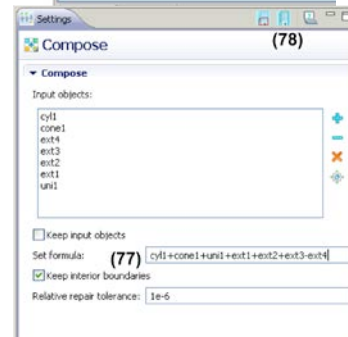 Settings
Compose
(78)
Compose
Input objects:
cyl1
cone1
ext4
ext3
ext2
ext1
uni1
Keep input objects
Set formula:
(77)
cyl1+cone1+uni1+ext1+ext2+ext3-ext4
Keep interior boundaries
Relative repair tolerance:
1e-6